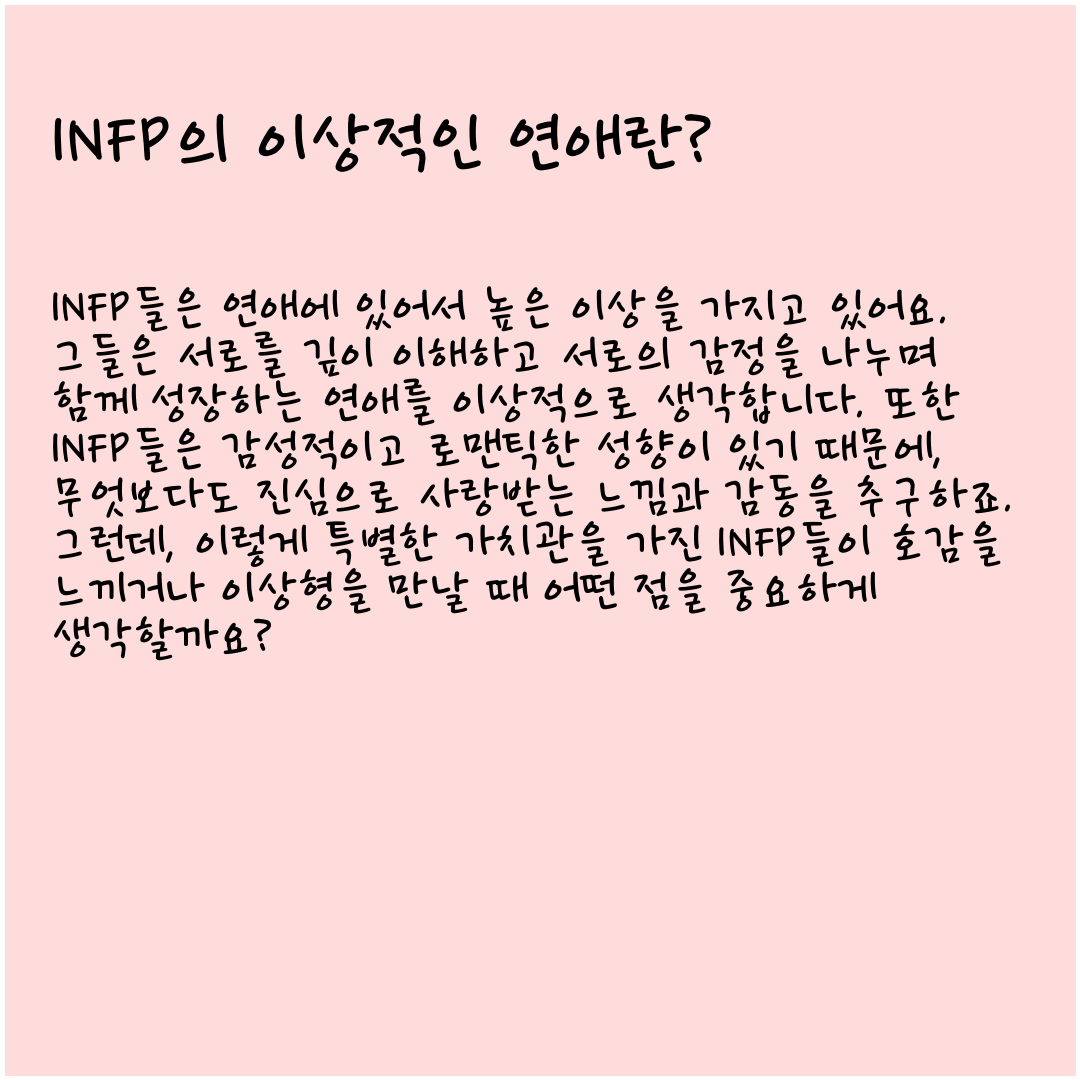 INFP의 이상적인 연애란?
INFP들은 연애에 있어서 높은 이상을 가지고 있어요.
그들은 서로를 깊이 이해하고 서로의 감정을 나누며
함께 성장하는 연애를 이상적으로 생각합니다. 또한
INFP들은 감성적이고 로맨틱한 성향이 있기 때문에,
무엇보다도 진심으로 사랑받는 느낌과 감동을 추구하죠.
그런데, 이렇게 특별한 가치관을 가진 INFP들이 호감을
느끼거나 이상형을 만날 때 어떤 점을 중요하게
생각할까요?